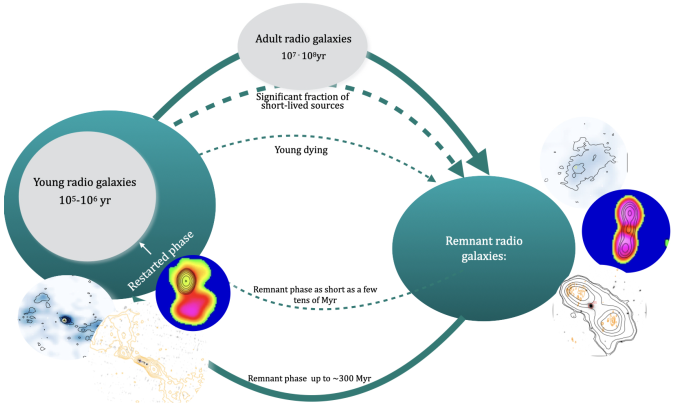 Adult radio galaxies
10⁷ - 10⁸yr
Significant fraction of
short-lived sources
Young dying
Young radio galaxies
10⁵-10⁶ yr
Restarted phase
Remnant radio
galaxies:
Remnant phase as short as a few
tens of Myr
Remnant phase up to ~300 Myr